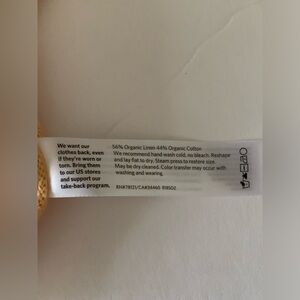 We want our
clothes back, even
if they're worn or
torn. Bring them
to our US stores
and support our
take-back program.
56% Organic Linen 44% Organic Cotton
We recommend hand wash cold, no bleach. Reshape
and lay flat to dry. Steam press to restore size.
May be dry cleaned. Color transfer may occur with
washing and wearing.